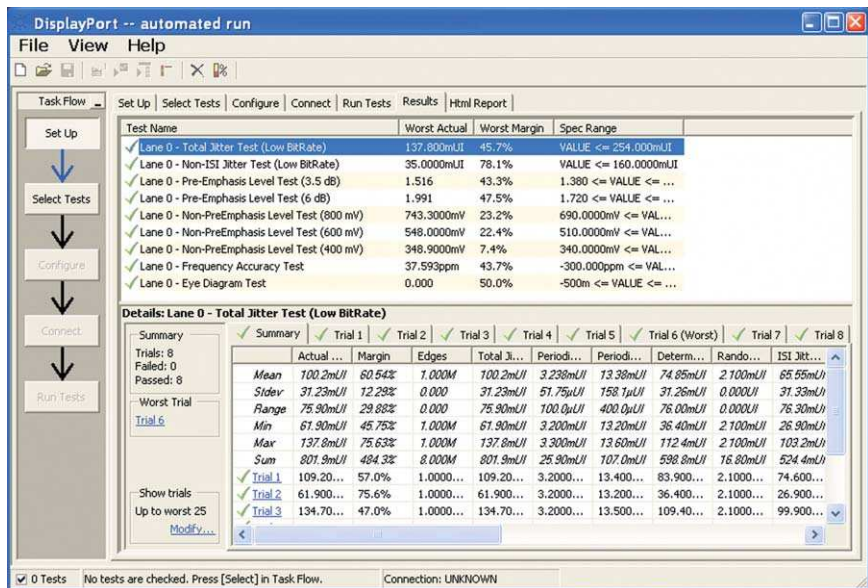 DisplayPort -- automated run
File View Help
Task Flow
Set Up
Select Tests
Configure
Connect
Run Tests
Set Up Select Tests Configure Connect Run Tests Results Html Report
Test Name Worst Actual Worst Margin Spec Range
Lane 0 - Total Jitter Test (Low BitRate) 137.800mUI 45.7% VALUE <= 254.000mUI
Lane 0 - Non-ISI Jitter Test (Low BitRate) 35.0000mUI 78.1% VALUE <= 160.0000mUI
Lane 0 - Pre-Emphasis Level Test (3.5 dB) 1.516 43.3% 1.380 <= VALUE <= ...
Lane 0 - Pre-Emphasis Level Test (6 dB) 1.991 47.5% 1.720 <= VALUE <= ...
Lane 0 - Non-PreEmphasis Level Test (800 mV) 743.3000mV 23.2% 690.0000mV <= VAL...
Lane 0 - Non-PreEmphasis Level Test (600 mV) 548.0000mV 22.4% 510.0000mV <= VAL...
Lane 0 - Non-PreEmphasis Level Test (400 mV) 348.9000mV 7.4% 340.0000mV <= VAL...
Lane 0 - Frequency Accuracy Test 37.593ppm 43.7% -300.000ppm <= VAL...
Lane 0 - Eye Diagram Test 0.000 50.0% -500m <= VALUE <= ...
Details: Lane 0 - Total Jitter Test (Low BitRate)
Summary
Trials: 8
Failed: 0
Passed: 8
Worst Trial
Trial 6
Show trials
Up to worst 25
Modify...
Summary Trial 1 Trial 2 Trial 3 Trial 4 Trial 5 Trial 6 (Worst) Trial 7 Trial 8
Actual ... Margin Edges Total Ji... Periodi... Periodi... Determ... Rando... ISI Jitt...
Mean 100.2mUI 60.54% 1.000M 100.2mUI 3.238mUI 13.38mUI 74.85mUI 2.100mUI 65.55mUI
Stdev 31.23mUI 12.29% 0.000 31.23mUI 51.75µUI 158.1µUI 31.26mUI 0.000UI 31.33mUI
Range 75.90mUI 29.88% 0.000 75.90mUI 100.0µUI 400.0µUI 76.00mUI 0.000UI 76.30mUI
Min 61.90mUI 45.75% 1.000M 61.90mUI 3.200mUI 13.20mUI 36.40mUI 2.100mUI 26.90mUI
Max 137.8mUI 75.63% 1.000M 137.8mUI 3.300mUI 13.60mUI 112.4mUI 2.100mUI 103.2mUI
Sum 801.9mUI 484.3% 8.000M 801.9mUI 25.90mUI 107.0mUI 598.8mUI 16.80mUI 524.4mUI
Trial 1 109.20... 57.0% 1.0000... 109.20... 3.2000... 13.400... 83.900... 2.1000... 74.600...
Trial 2 61.900... 75.6% 1.0000... 61.900... 3.2000... 13.200... 36.400... 2.1000... 26.900...
Trial 3 134.70... 47.0% 1.0000... 134.70... 3.2000... 13.500... 109.40... 2.1000... 99.900...
0 Tests No tests are checked. Press [Select] in Task Flow. Connection: UNKNOWN